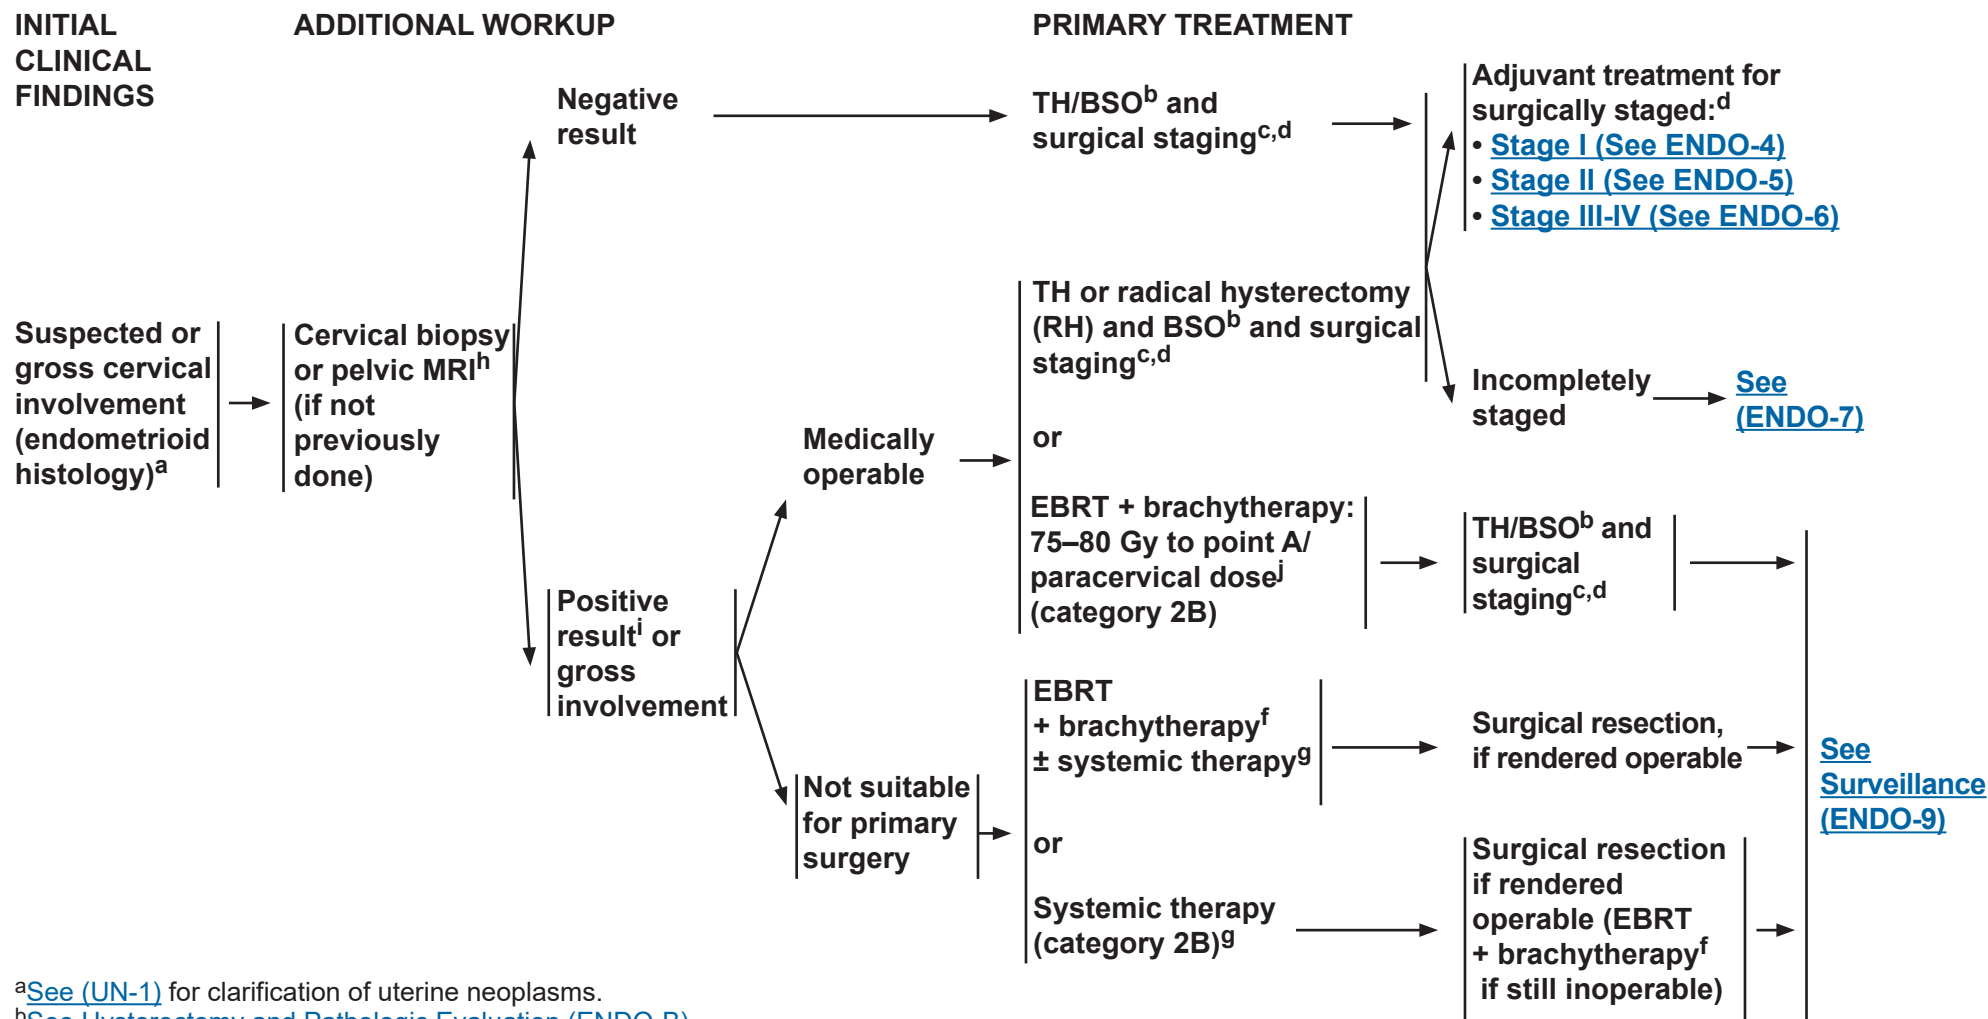 INITIAL
CLINICAL
FINDINGS
ADDITIONAL WORKUP
PRIMARY TREATMENT
Suspected or
gross cervical
involvement
(endometrioid
histology)a
Cervical biopsy
or pelvic MRIh
(if not
previously
done)
Negative
result
TH/BSOb and
surgical stagingc,d
Adjuvant treatment for
surgically staged:d
• Stage I (See ENDO-4)
• Stage II (See ENDO-5)
• Stage III-IV (See ENDO-6)
Incompletely
staged
See
(ENDO-7)
Positive
resulti or
gross
involvement
Medically
operable
TH or radical hysterectomy
(RH) and BSOb and surgical
stagingc,d
or
EBRT + brachytherapy:
75–80 Gy to point A/
paracervical dosej
(category 2B)
TH/BSOb and
surgical
stagingc,d
Not suitable
for primary
surgery
EBRT
+ brachytherapyf
± systemic therapyg
Surgical resection,
if rendered operable
or
Systemic therapy
(category 2B)g
Surgical resection
if rendered
operable (EBRT
+ brachytherapyf
if still inoperable)
See
Surveillance
(ENDO-9)
aSee (UN-1) for clarification of uterine neoplasms.
bSee Hysterectomy and Pathologic Evaluation (ENDO-B)